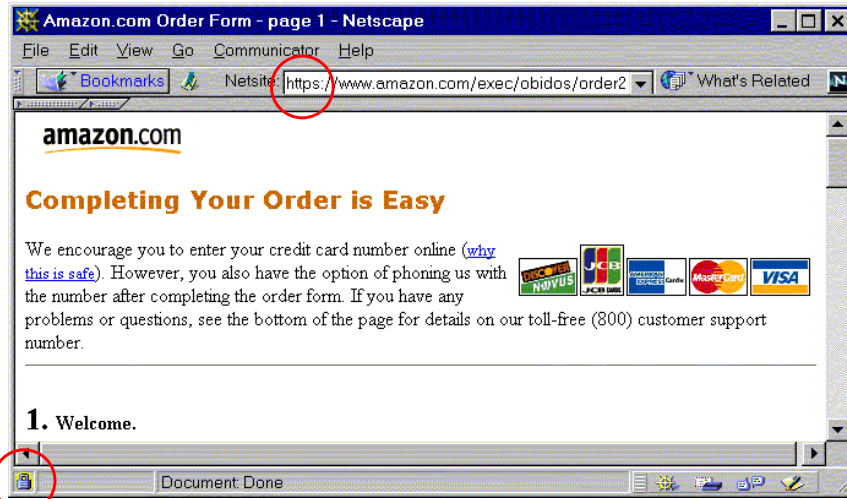 Amazon.com Order Form - page 1 - Netscape
File Edit View Go Communicator Help
Bookmarks Netsite: https://www.amazon.com/exec/obidos/order2 What's Related N
amazon.com
Completing Your Order is Easy
We encourage you to enter your credit card number online (why
this is safe). However, you also have the option of phoning us with
the number after completing the order form. If you have any
problems or questions, see the bottom of the page for details on our toll-free (800) customer support
number.
DISCOVER NOVUS JCB JCB CARDS AMERICAN EXPRESS Cards MasterCard VISA
1. Welcome.
Document: Done